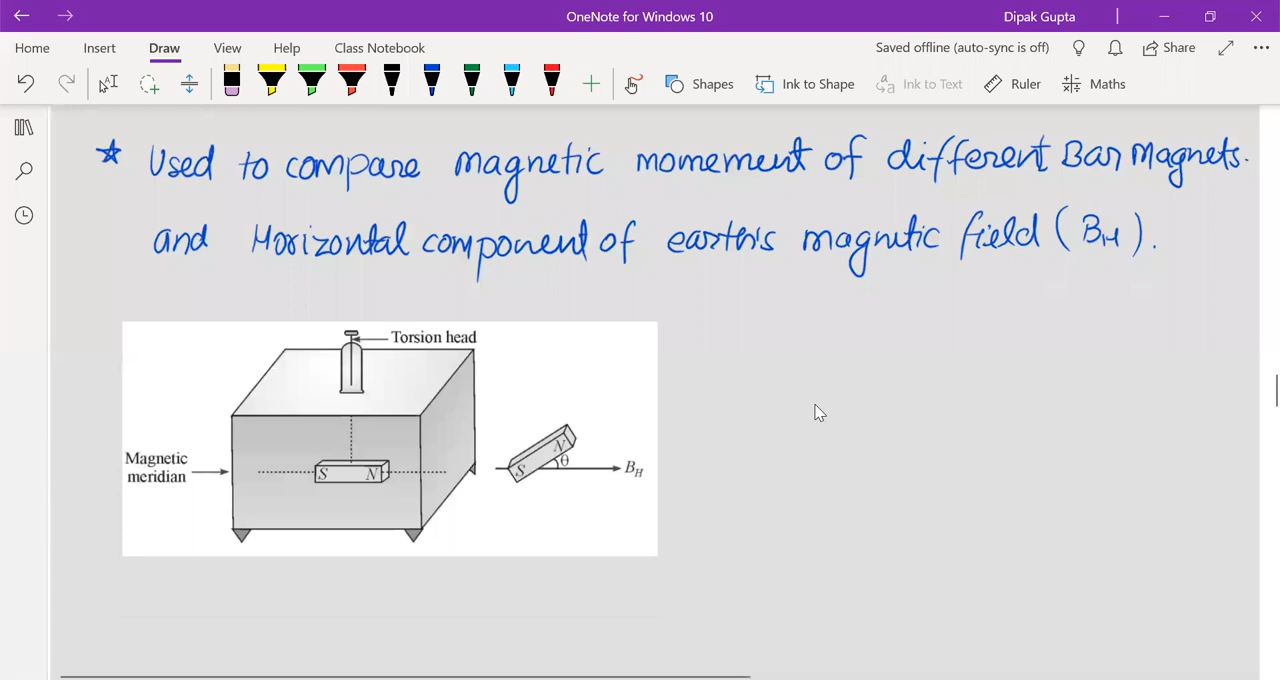 OneNote for Windows 10
Dipak Gupta
Home Insert Draw View Help Class Notebook
Saved offline (auto-sync is off) Share
Shapes Ink to Shape Ink to Text Ruler Maths
Used to compare magnetic momement of different Bar Magnets.
and Horizontal component of earth's magnetic field (BH).
Torsion head
Magnetic
meridian
S N
S N θ BH